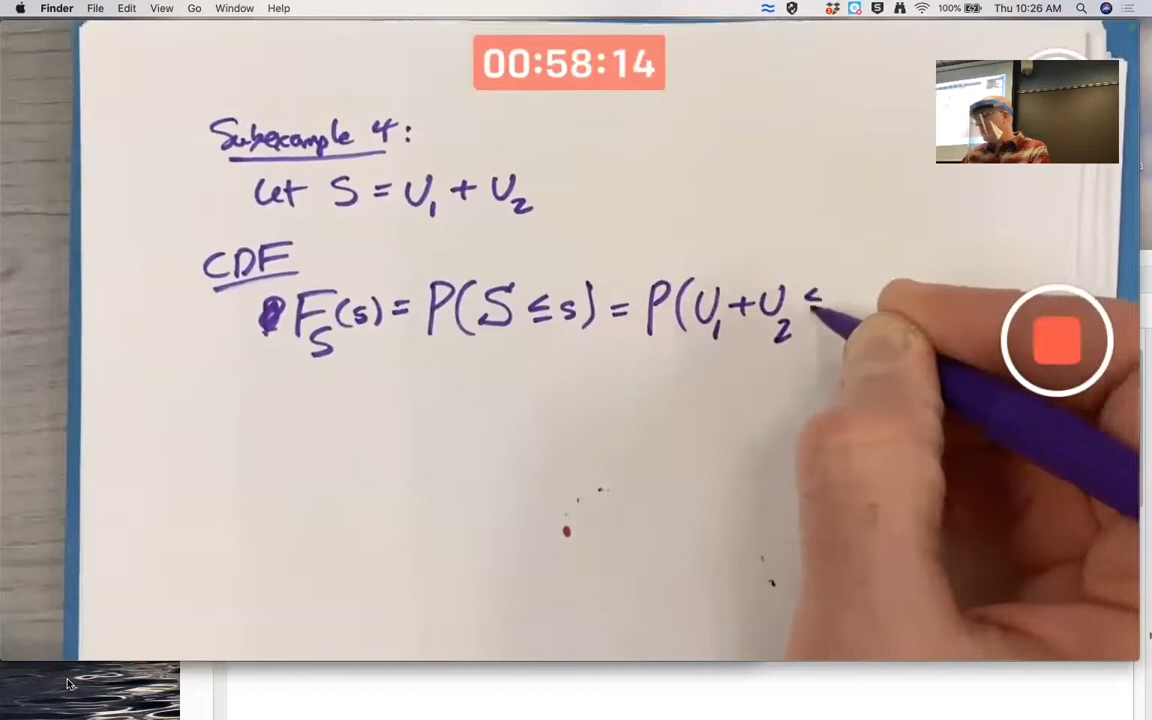 Finder File Edit View Go Window Help 100% Thu 10:26 AM
00:58:14
Subexample 4:
Let S = U₁ + U₂
CDF
F_S(s) = P(S ≤ s) = P(U₁+U₂ ≤